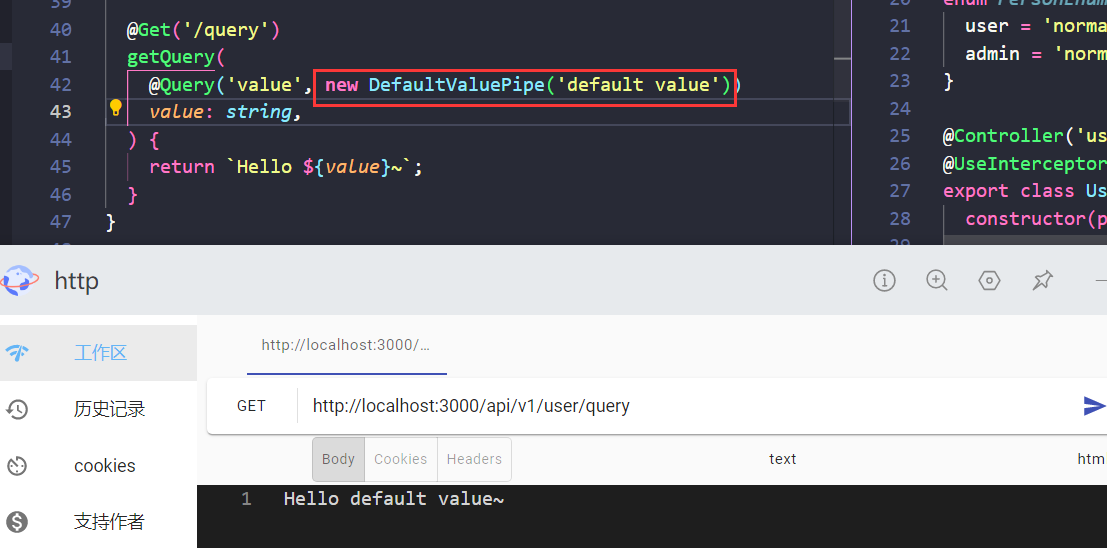 39
40 @Get('/query')
41 getQuery(
42 @Query('value', new DefaultValuePipe('default value'))
43 value: string,
44 ) {
45 return `Hello ${value}~`;
46 }
47 }
20
21 user = 'norma
22 admin = 'norm
23 }
24
25 @Controller('us
26 @UseInterceptor
27 export class Us
28 constructor(p
29
http
工作区
历史记录
cookies
支持作者
http://localhost:3000/…
GET http://localhost:3000/api/v1/user/query
Body Cookies Headers text htm
1 Hello default value~